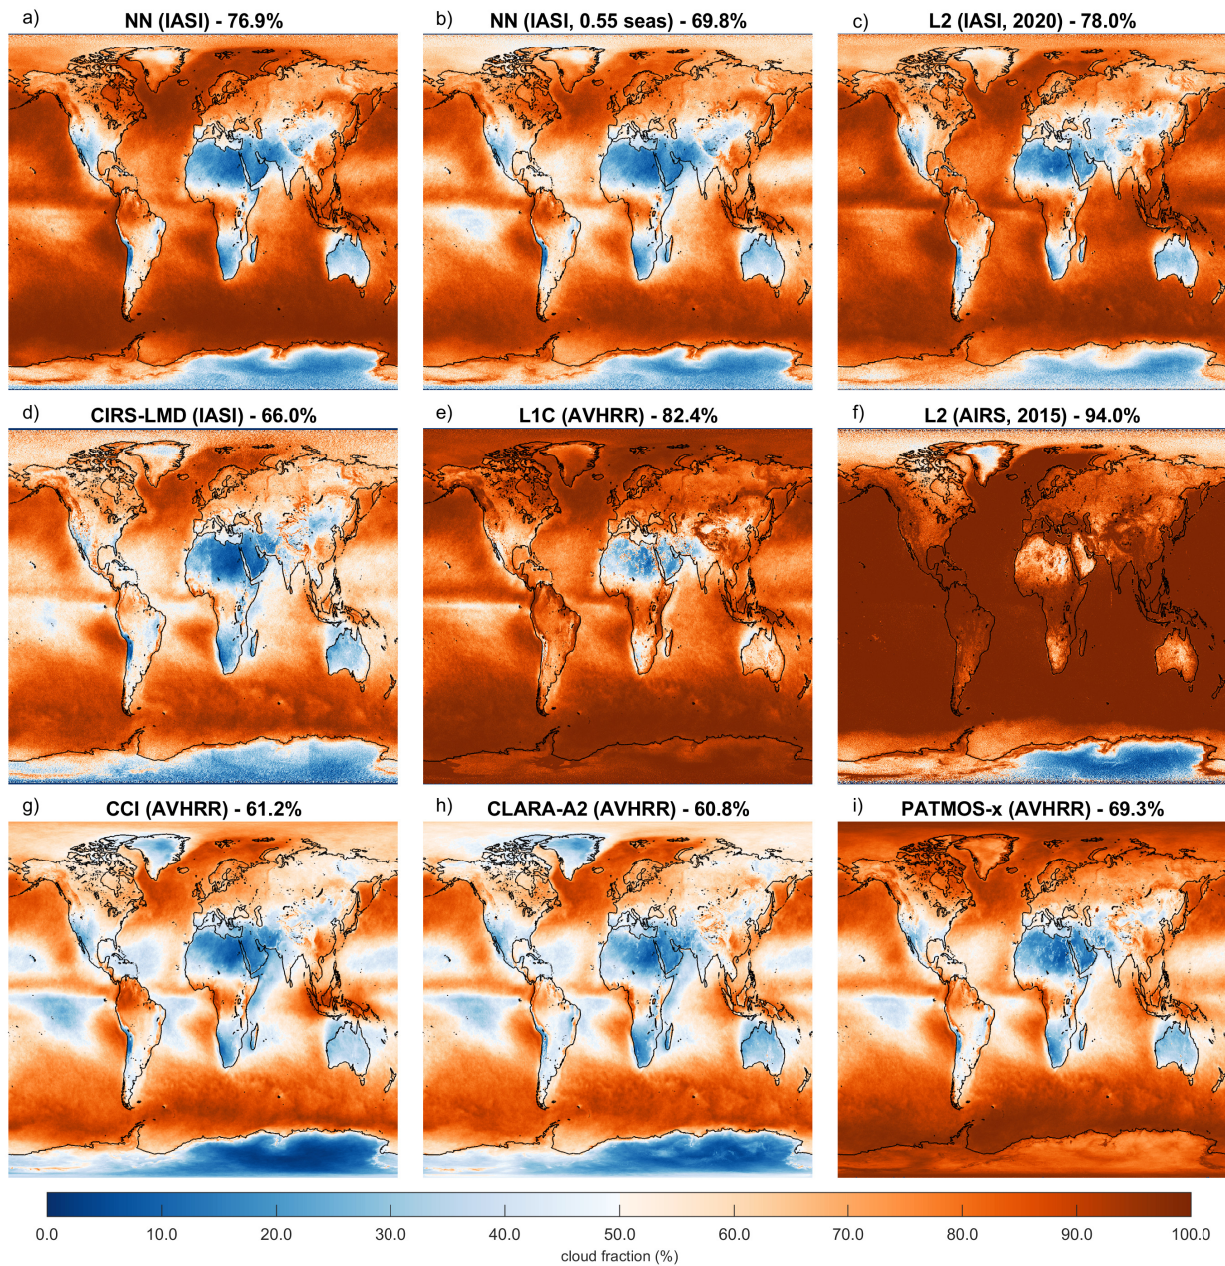 a) NN (IASI) - 76.9%
b) NN (IASI, 0.55 seas) - 69.8%
c) L2 (IASI, 2020) - 78.0%
d) CIRS-LMD (IASI) - 66.0%
e) L1C (AVHRR) - 82.4%
f) L2 (AIRS, 2015) - 94.0%
g) CCI (AVHRR) - 61.2%
h) CLARA-A2 (AVHRR) - 60.8%
i) PATMOS-x (AVHRR) - 69.3%
0.0 10.0 20.0 30.0 40.0 50.0 60.0 70.0 80.0 90.0 100.0
cloud fraction (%)